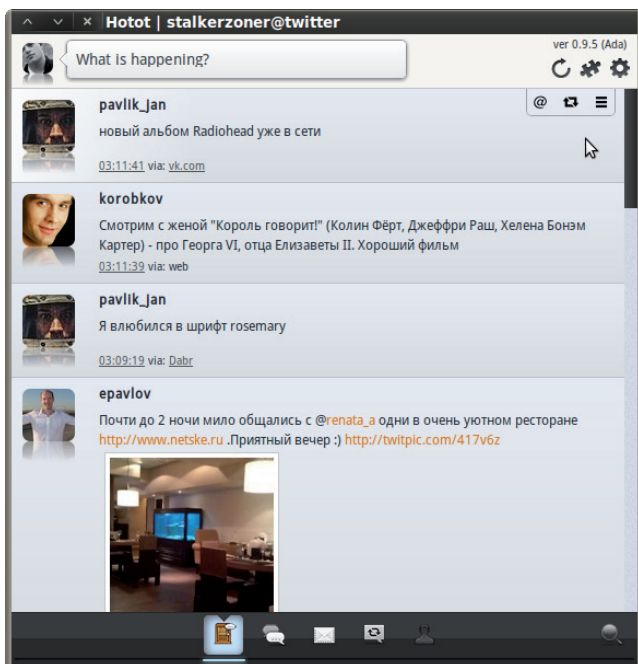 Hotot | stalkerzoner@twitter
What is happening?
ver 0.9.5 (Ada)
pavlik_jan
@
новый альбом Radiohead уже в сети
03:11:41 via: vk.com
korobkov
Смотрим с женой "Король говорит!" (Колин Фёрт, Джеффри Раш, Хелена Бонэм
Картер) - про Георга VI, отца Елизаветы II. Хороший фильм
03:11:39 via: web
pavlik_jan
Я влюбился в шрифт rosemary
03:09:19 via: Dabr
epavlov
Почти до 2 ночи мило общались с @renata_a одни в очень уютном ресторане
http://www.netske.ru .Приятный вечер :) http://twitpic.com/417v6z